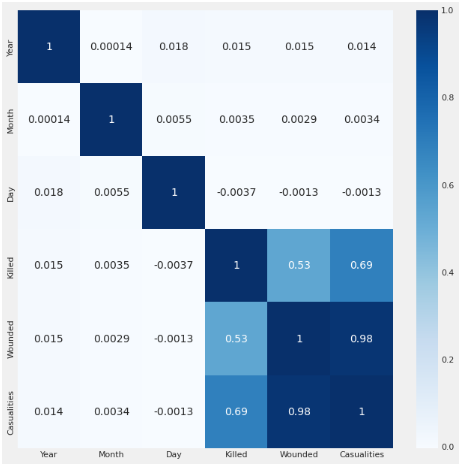 1.0
Year 1 0.00014 0.018 0.015 0.015 0.014
Month 0.00014 1 0.0055 0.0035 0.0029 0.0034
0.8
Day 0.018 0.0055 1 -0.0037 -0.0013 -0.0013
0.6
Killed 0.015 0.0035 -0.0037 1 0.53 0.69
0.4
Wounded 0.015 0.0029 -0.0013 0.53 1 0.98
0.2
Casualities 0.014 0.0034 -0.0013 0.69 0.98 1
0.0
Year Month Day Killed Wounded Casualities